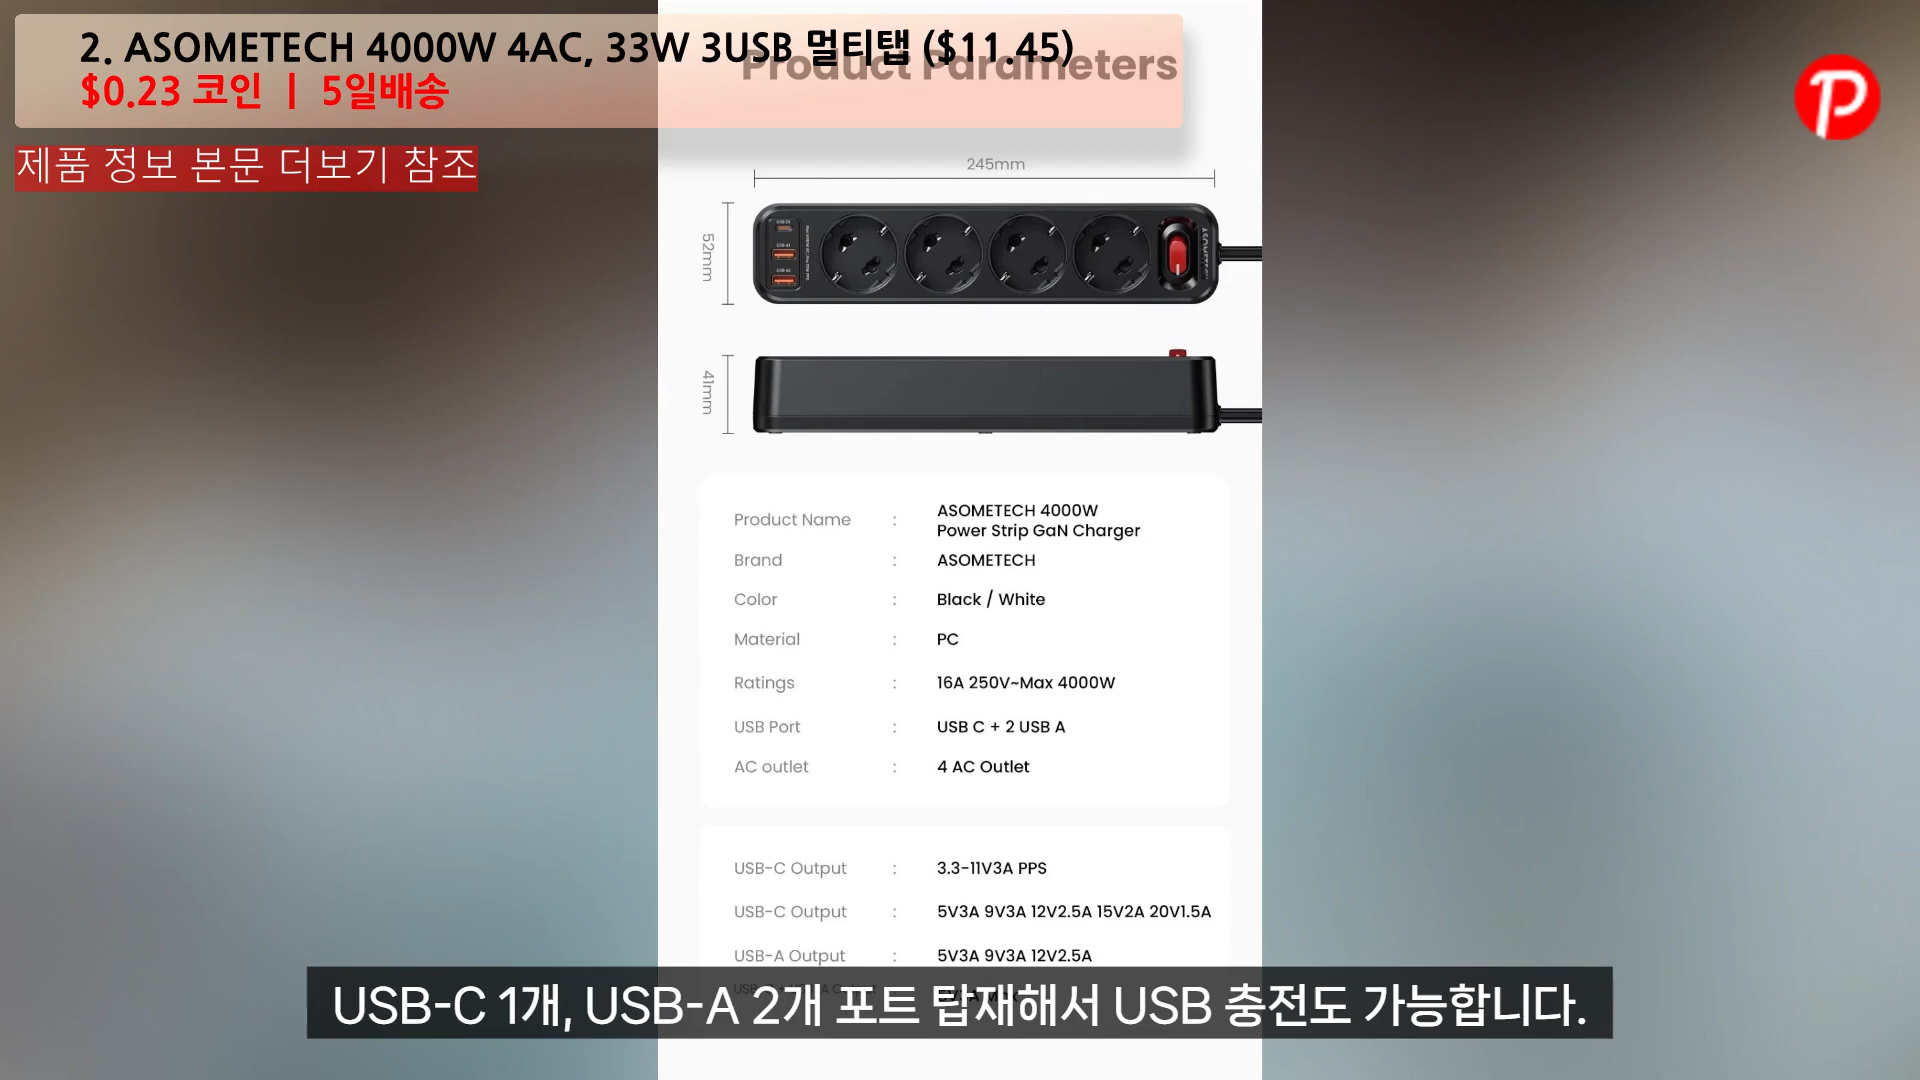 2. ASOMETECH 4000W 4AC, 33W 3USB 멀티탭 ($11.45)
$0.23 코인 | 5일배송
Product Parameters
제품 정보 본문 더보기 참조
245mm
52mm
41mm
Product Name : ASOMETECH 4000W
Power Strip GaN Charger
Brand : ASOMETECH
Color : Black / White
Material : PC
Ratings : 16A 250V~Max 4000W
USB Port : USB C + 2 USB A
AC outlet : 4 AC Outlet
USB-C Output : 3.3-11V3A PPS
USB-C Output : 5V3A 9V3A 12V2.5A 15V2A 20V1.5A
USB-A Output : 5V3A 9V3A 12V2.5A
USB-C 1개, USB-A 2개 포트 탑재해서 USB 충전도 가능합니다.